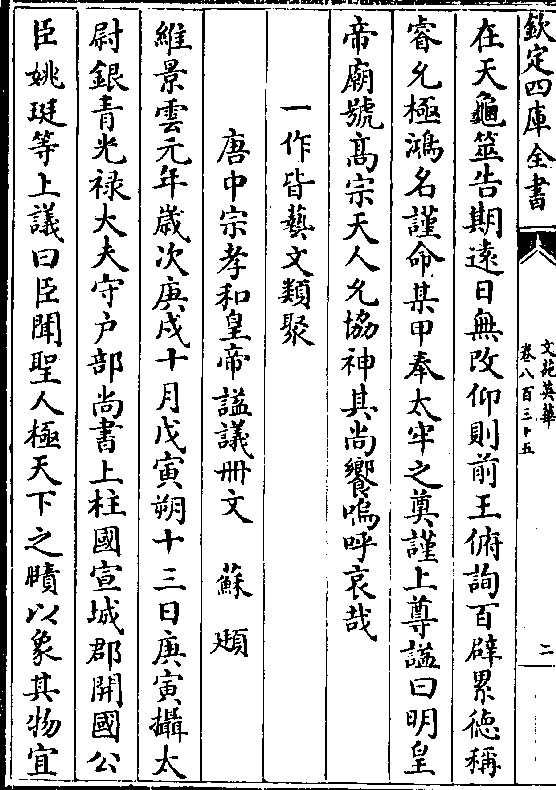 欽定四庫全書
文苑英華
卷八百三十五
二
在天龜筮告期遠日無改仰則前王俯詢百辟累德稱
睿允極鴻名謹命某甲奉太牢之奠謹上尊諡曰明皇
帝廟號髙宗天人允協神其尚饗嗚呼哀哉
一作皆藝文類聚
唐中宗孝和皇帝諡議冊文 蘇頲
維景雲元年歳次庚戌十月戊寅朔十三日庚寅攝太
尉銀青光禄大夫守户部尚書上柱國宣城郡開國公
臣姚珽等上議曰臣聞聖人極天下之賾以象其物宜